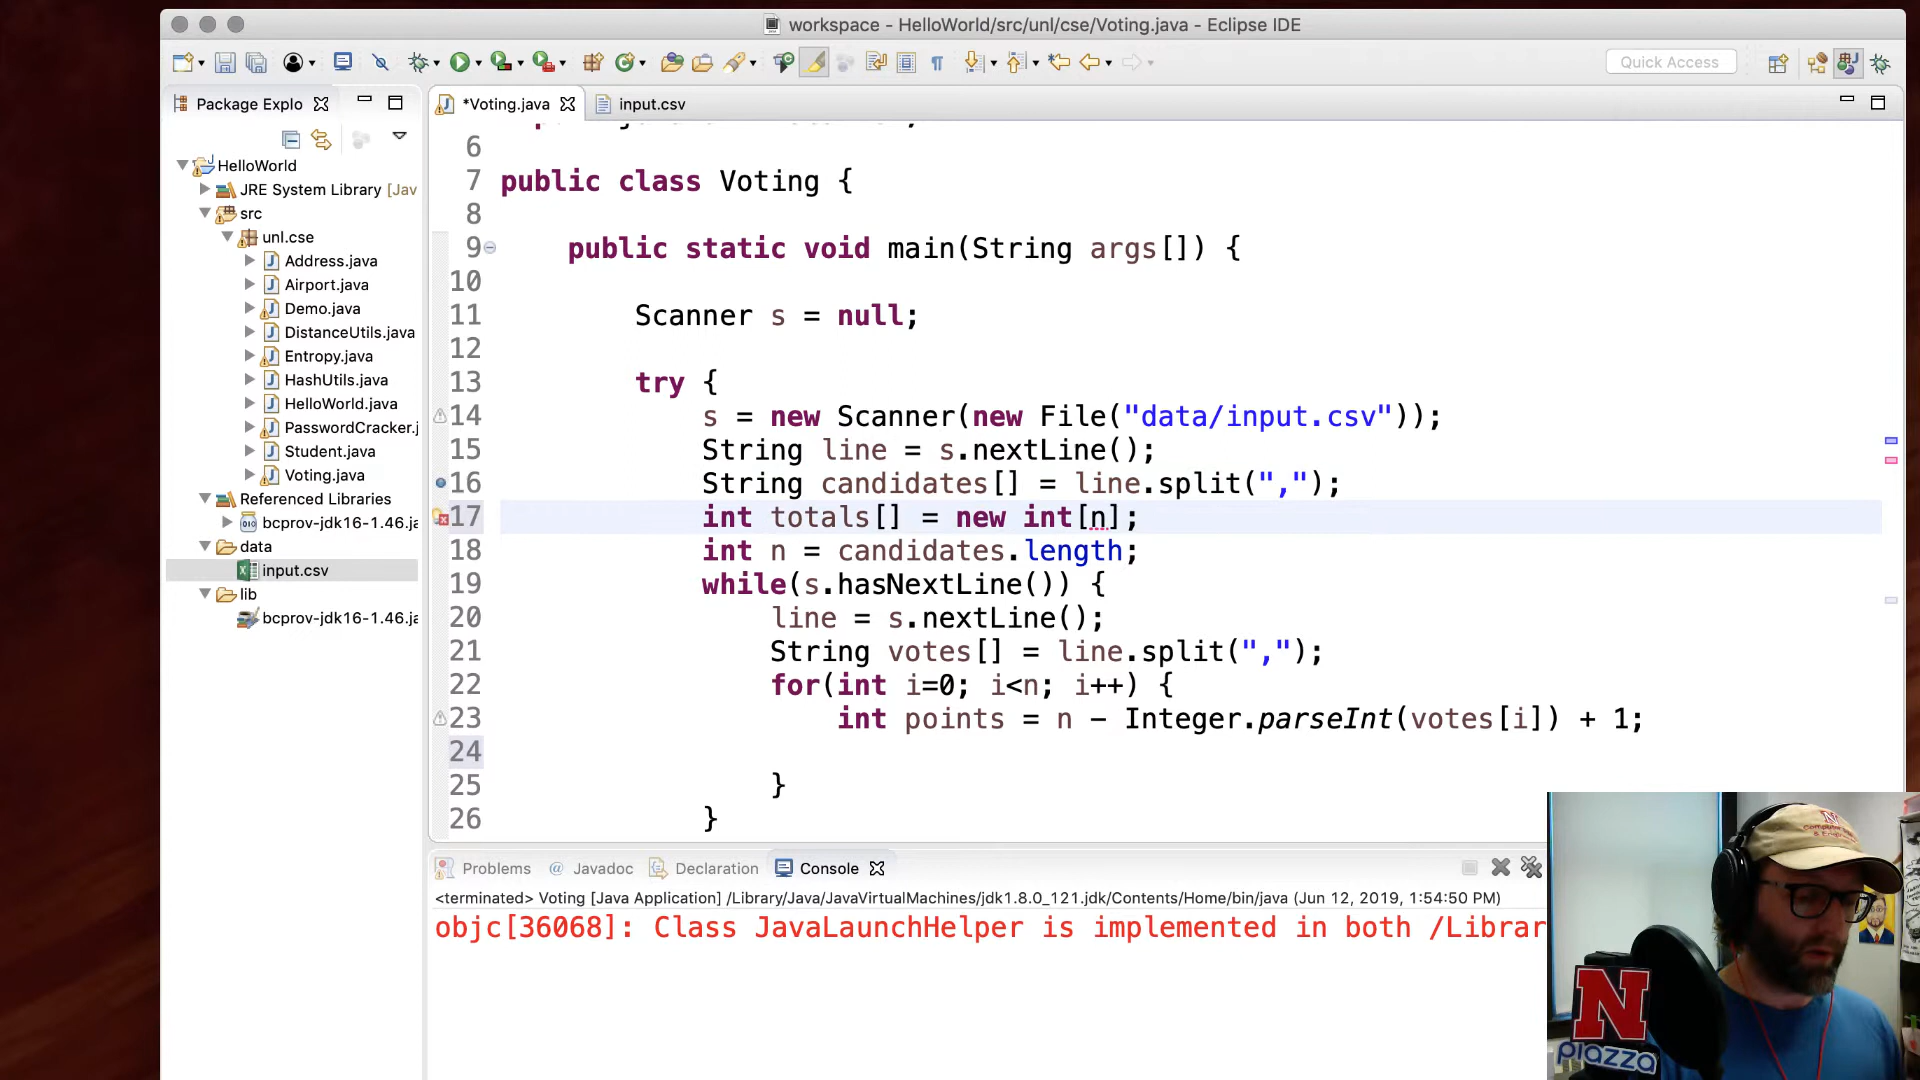 workspace - HelloWorld/src/unl/cse/Voting.java - Eclipse IDE
Quick Access
Package Explo
*Voting.java
input.csv
HelloWorld
JRE System Library [Jav
src
unl.cse
Address.java
Airport.java
Demo.java
DistanceUtils.java
Entropy.java
HashUtils.java
HelloWorld.java
PasswordCracker.j
Student.java
Voting.java
Referenced Libraries
bcprov-jdk16-1.46.ja
data
input.csv
lib
bcprov-jdk16-1.46.ja
6
7 public class Voting {
8
9 public static void main(String args[]) {
10
11 Scanner s = null;
12
13 try {
14 s = new Scanner(new File("data/input.csv"));
15 String line = s.nextLine();
16 String candidates[] = line.split(",");
17 int totals[] = new int[n];
18 int n = candidates.length;
19 while(s.hasNextLine()) {
20 line = s.nextLine();
21 String votes[] = line.split(",");
22 for(int i=0; i<n; i++) {
23 int points = n - Integer.parseInt(votes[i]) + 1;
24
25 }
26 }
Problems
Javadoc
Declaration
Console
<terminated> Voting [Java Application] /Library/Java/JavaVirtualMachines/jdk1.8.0_121.jdk/Contents/Home/bin/java (Jun 12, 2019, 1:54:50 PM)
objc[36068]: Class JavaLaunchHelper is implemented in both /Librar
N
piazza